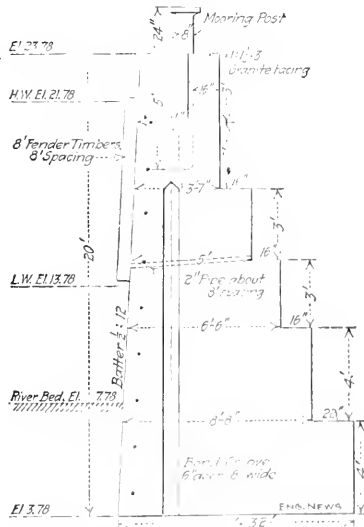 24"
Mooring Post
8"
El. 23.78
1:1½:3
Granite facing
H.W. El. 21.78
16"
5'
8' Fender Timbers
8' Spacing
3'-7"
16"
3'
20'
5'
16"
2" Pipe about
8' spacing
L.W. El. 13.78
3'
Batter ½:12
6'-6"
16"
4'
River Bed, El. 7.78
8'-8"
4'
wide
ENG. NEWS
El 3.78